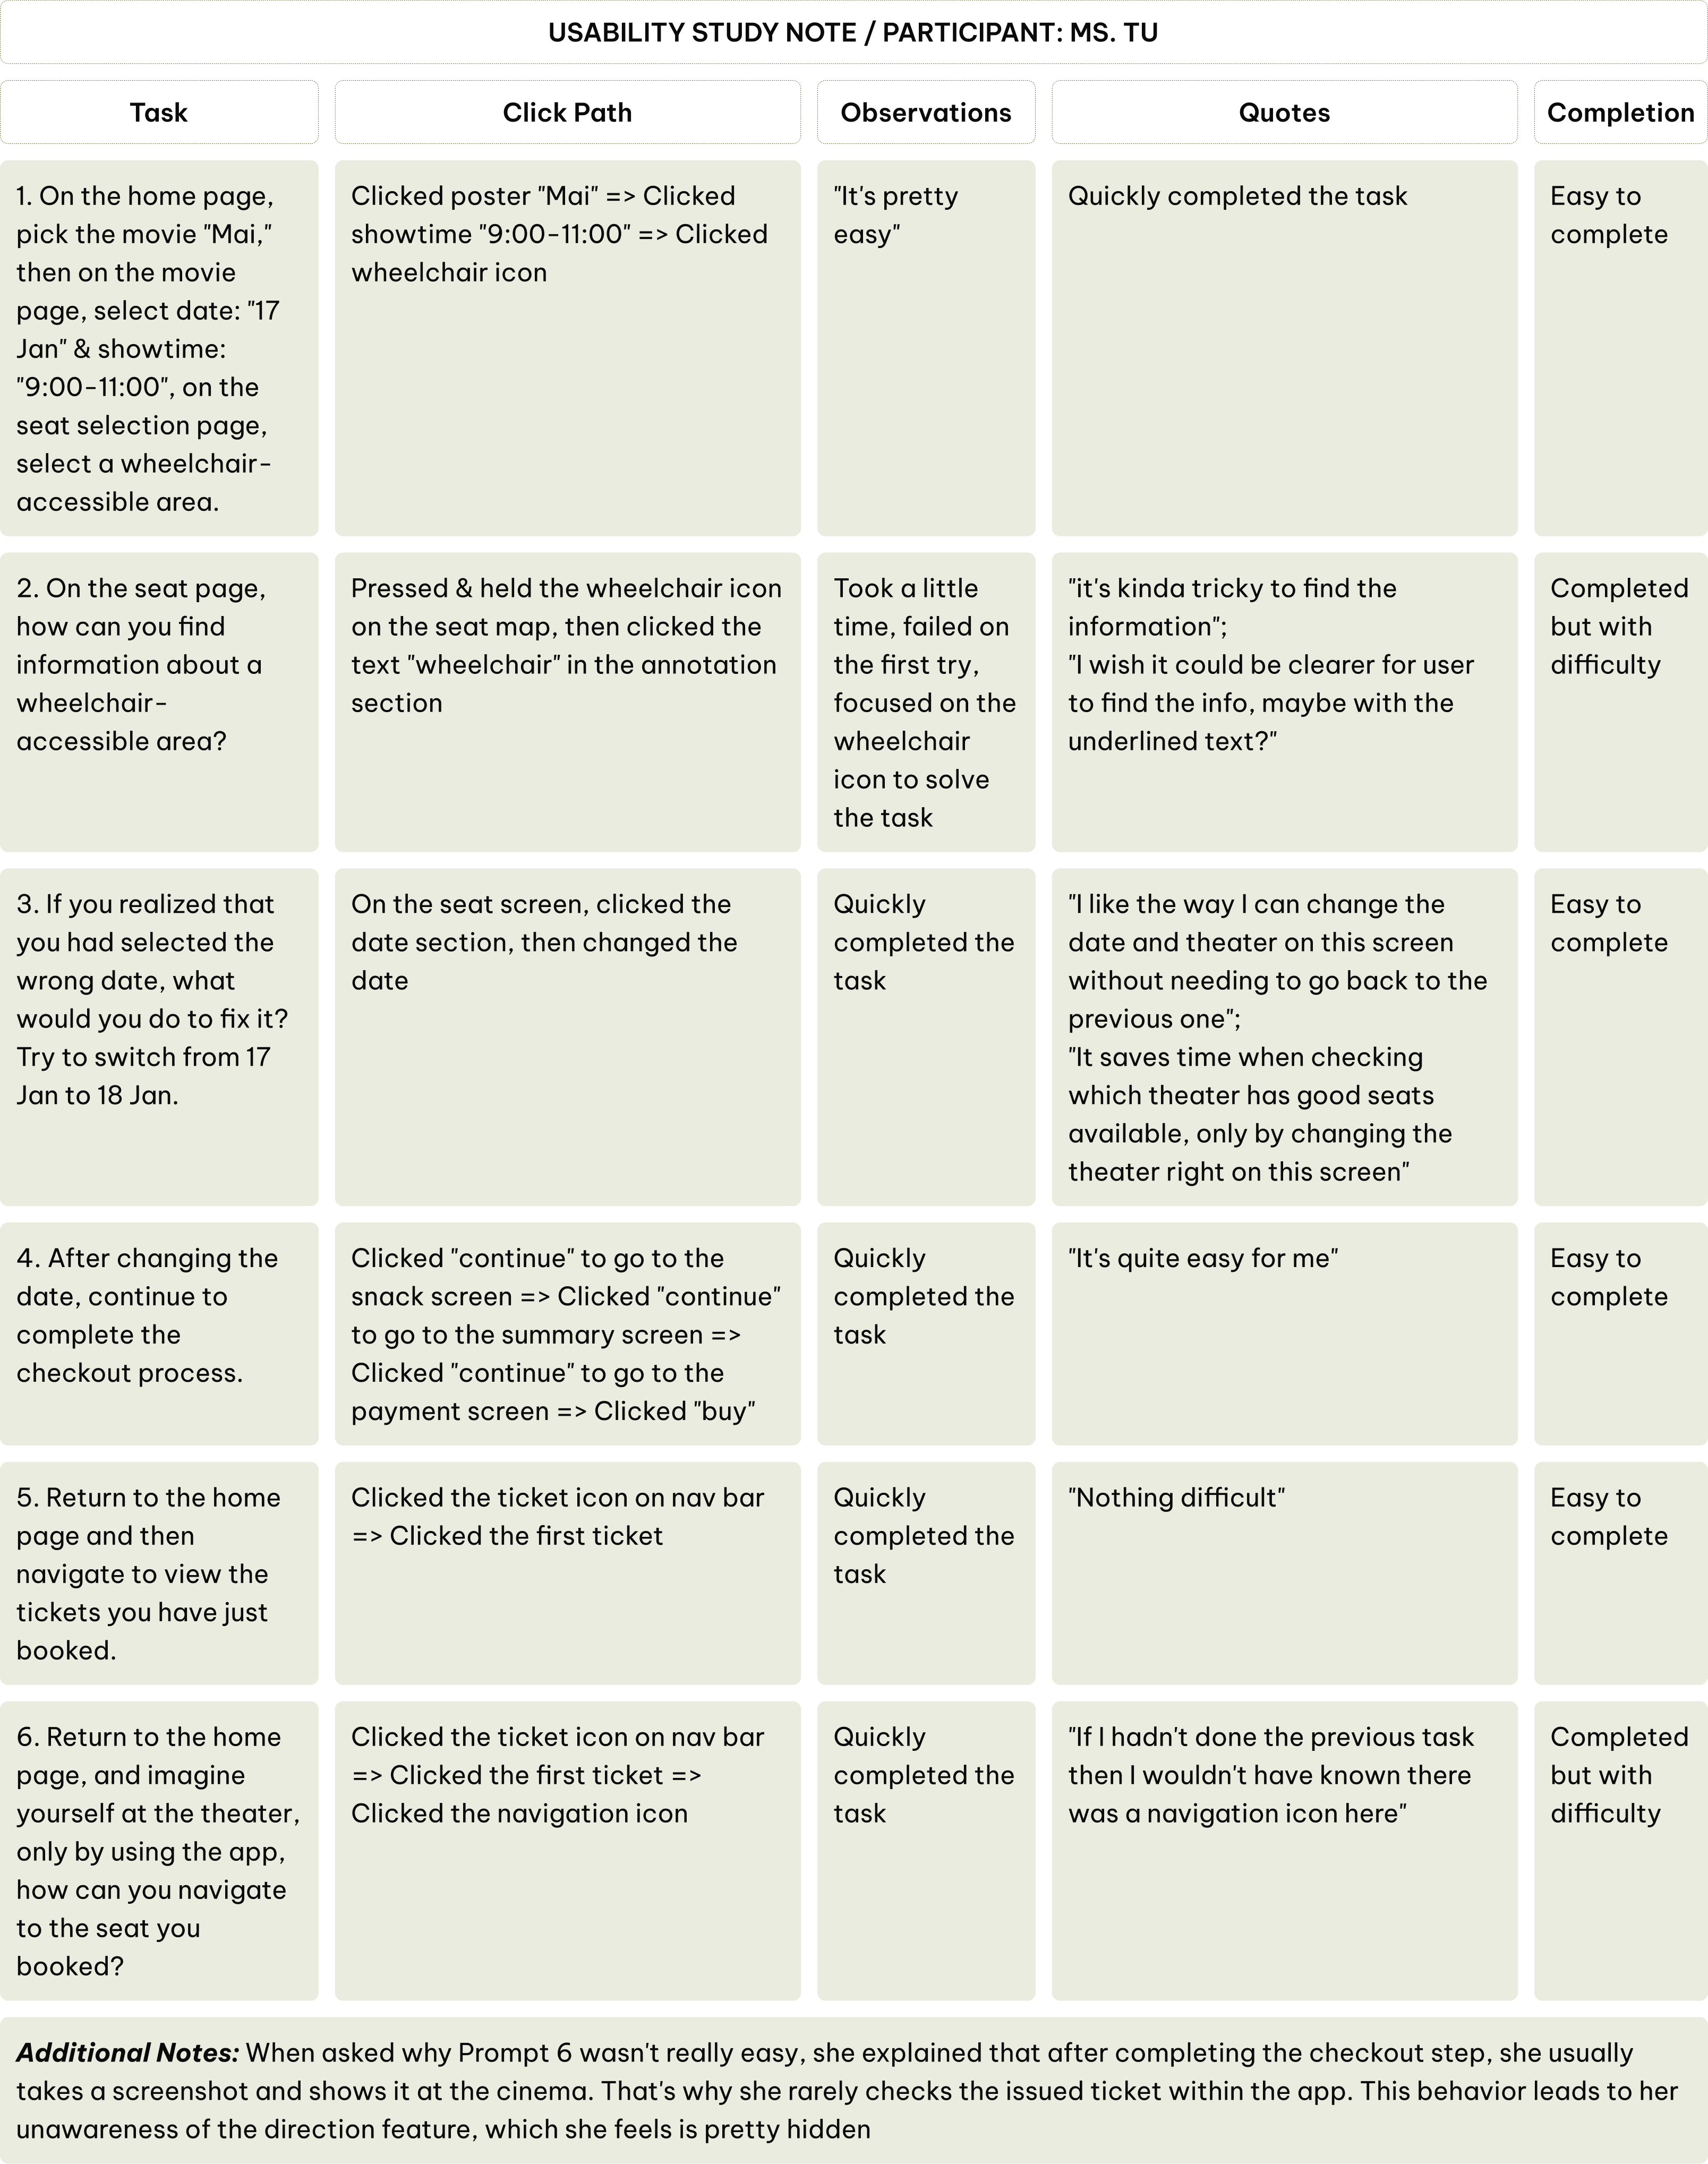 USABILITY STUDY NOTE / PARTICIPANT: MS. TU
Task
Click Path
Observations
Quotes
Completion
1. On the home page,
pick the movie "Mai,"
then on the movie
page, select date: "17
Jan" & showtime:
"9:00-11:00", on the
seat selection page,
select a wheelchair-
accessible area.
Clicked poster "Mai" => Clicked
showtime "9:00-11:00" => Clicked
wheelchair icon
"It's pretty
easy"
Quickly completed the task
Easy to
complete
2. On the seat page,
how can you find
information about a
wheelchair-
accessible area?
Pressed & held the wheelchair icon
on the seat map, then clicked the
text "wheelchair" in the annotation
section
Took a little
time, failed on
the first try,
focused on the
wheelchair
icon to solve
the task
"it's kinda tricky to find the
information";
"I wish it could be clearer for user
to find the info, maybe with the
underlined text?"
Completed
but with
difficulty
3. If you realized that
you had selected the
wrong date, what
would you do to fix it?
Try to switch from 17
Jan to 18 Jan.
On the seat screen, clicked the
date section, then changed the
date
Quickly
completed the
task
"I like the way I can change the
date and theater on this screen
without needing to go back to the
previous one";
"It saves time when checking
which theater has good seats
available, only by changing the
theater right on this screen"
Easy to
complete
4. After changing the
date, continue to
complete the
checkout process.
Clicked "continue" to go to the
snack screen => Clicked "continue"
to go to the summary screen =>
Clicked "continue" to go to the
payment screen => Clicked "buy"
Quickly
completed the
task
"It's quite easy for me"
Easy to
complete
5. Return to the home
page and then
navigate to view the
tickets you have just
booked.
Clicked the ticket icon on nav bar
=> Clicked the first ticket
Quickly
completed the
task
"Nothing difficult"
Easy to
complete
6. Return to the home
page, and imagine
yourself at the theater,
only by using the app,
how can you navigate
to the seat you
booked?
Clicked the ticket icon on nav bar
=> Clicked the first ticket =>
Clicked the navigation icon
Quickly
completed the
task
"If I hadn't done the previous task
then I wouldn't have known there
was a navigation icon here"
Completed
but with
difficulty
Additional Notes: When asked why Prompt 6 wasn't really easy, she explained that after completing the checkout step, she usually
takes a screenshot and shows it at the cinema. That's why she rarely checks the issued ticket within the app. This behavior leads to her
unawareness of the direction feature, which she feels is pretty hidden